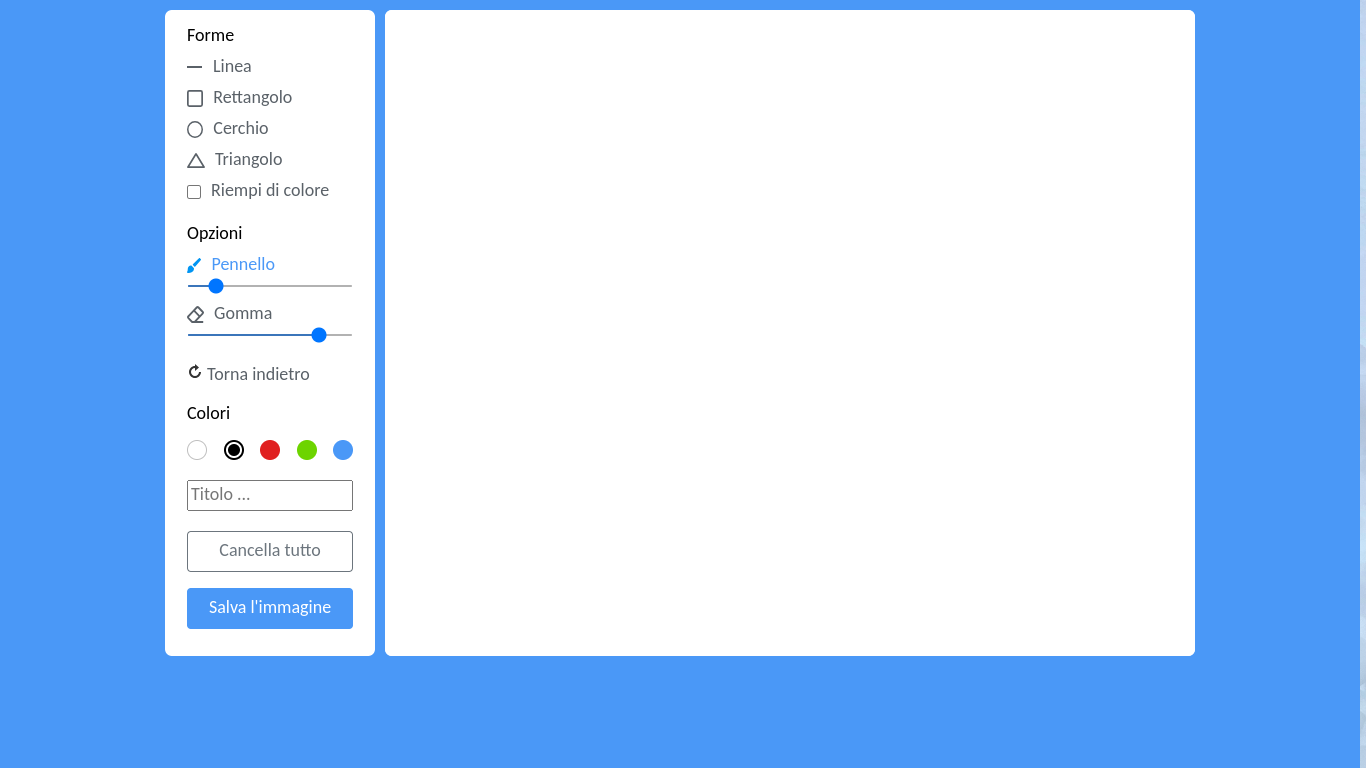 Forme
Linea
Rettangolo
Cerchio
Triangolo
Riempi di colore
Opzioni
Pennello
Gomma
Torna indietro
Colori
Titolo ...
Cancella tutto
Salva l'immagine